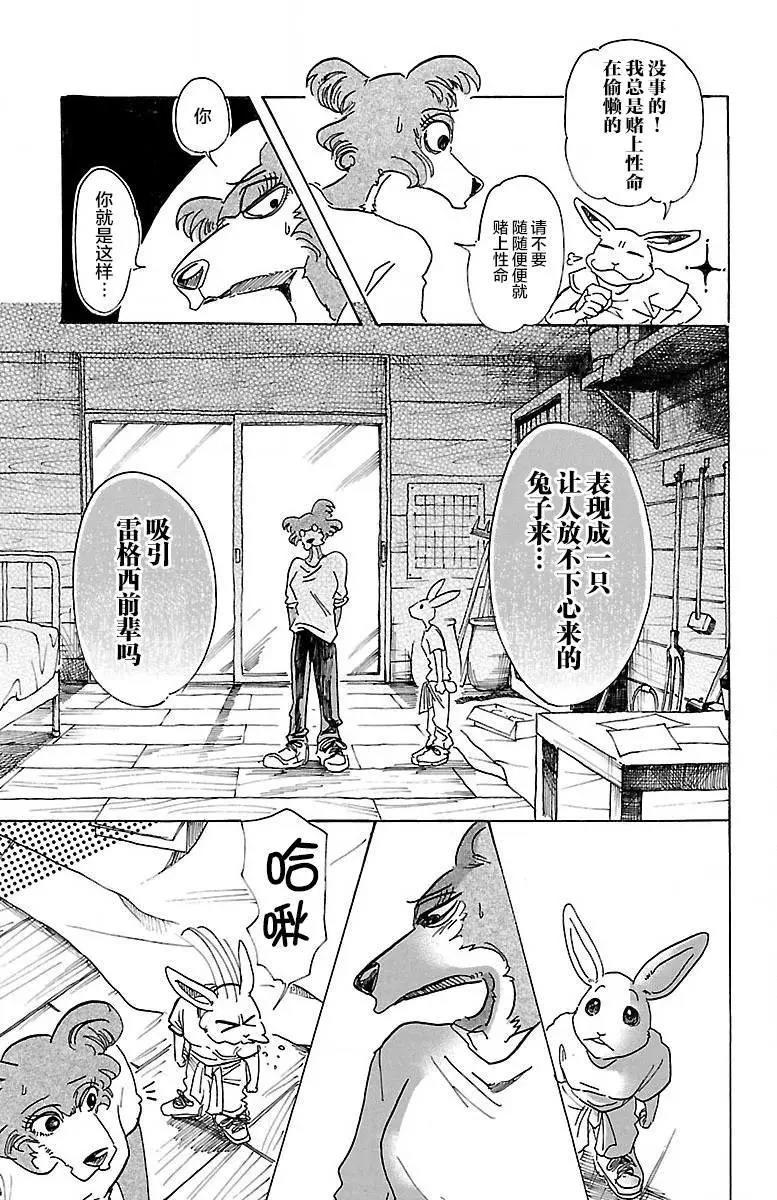 没事的！
我总是赌上性命
在偷懒的
请不要
随随便便就
赌上性命
你
你就是这样…
表现成一只
让人放不下心来的
兔子来…
吸引
雷格西前辈吗
哈啾